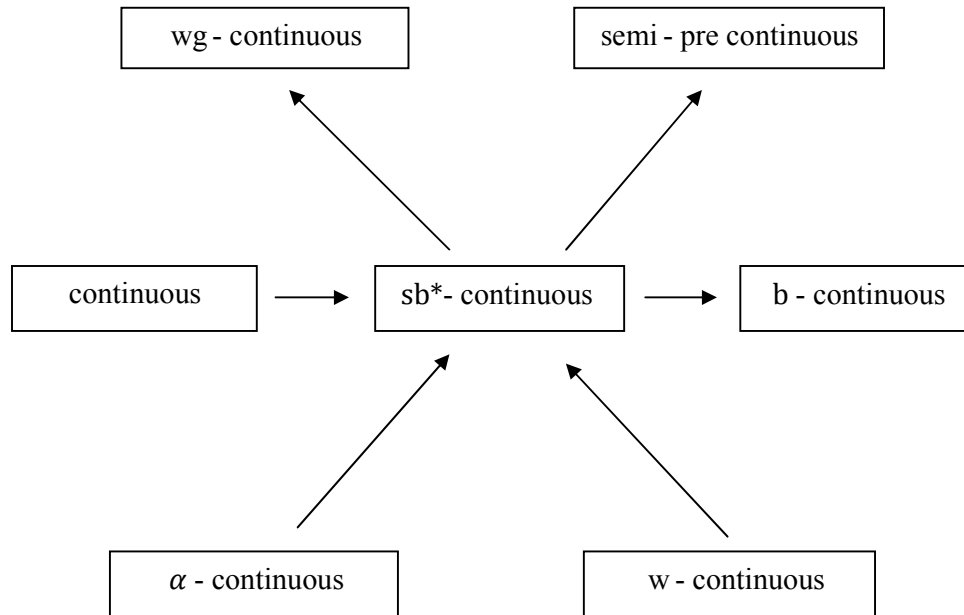 wg - continuous
semi - pre continuous
continuous
sb*- continuous
b - continuous
α - continuous
w - continuous